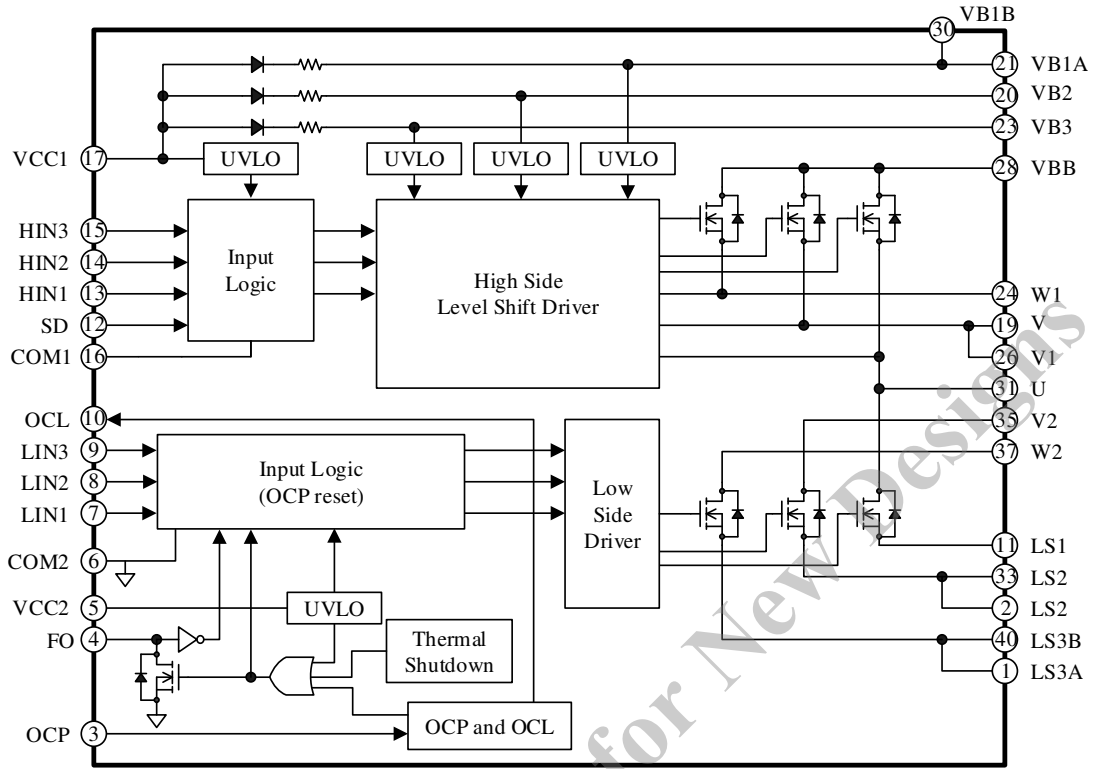 VB1B
30
21 VB1A
20 VB2
23 VB3
VCC1 17
UVLO
UVLO
UVLO
UVLO
28 VBB
HIN3 15
HIN2 14
HIN1 13
SD 12
COM1 16
Input
Logic
High Side
Level Shift Driver
24 W1
19 V
26 V1
31 U
35 V2
37 W2
OCL 10
LIN3 9
LIN2 8
LIN1 7
COM2 6
VCC2 5
FO 4
OCP 3
Input Logic
(OCP reset)
Low
Side
Driver
UVLO
Thermal
Shutdown
OCP and OCL
11 LS1
33 LS2
2 LS2
40 LS3B
1 LS3A
for New Designs